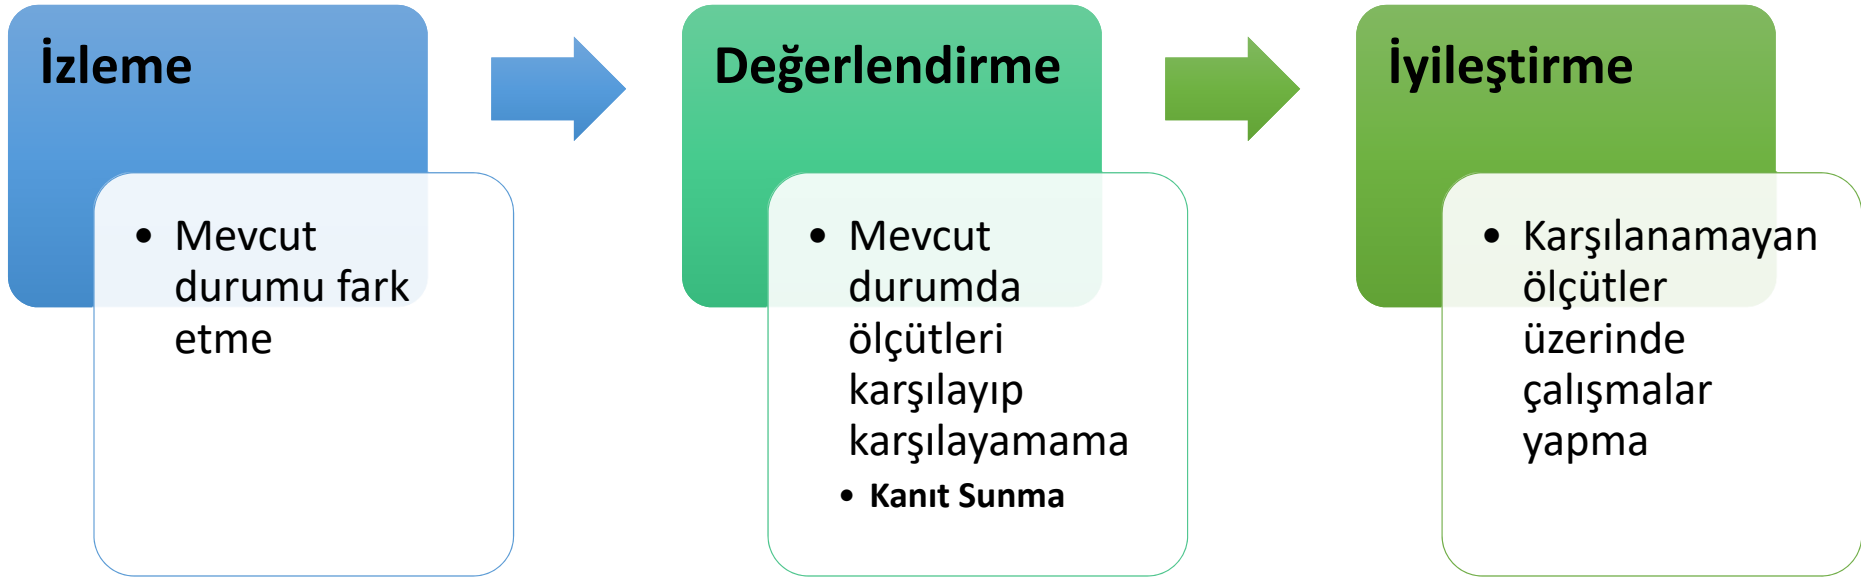 İzleme
• Mevcut
durumu fark
etme
Değerlendirme
• Mevcut
durumda
ölçütleri
karşılayıp
karşılayamama
• Kanıt Sunma
İyileştirme
• Karşılanamayan
ölçütler
üzerinde
çalışmalar
yapma